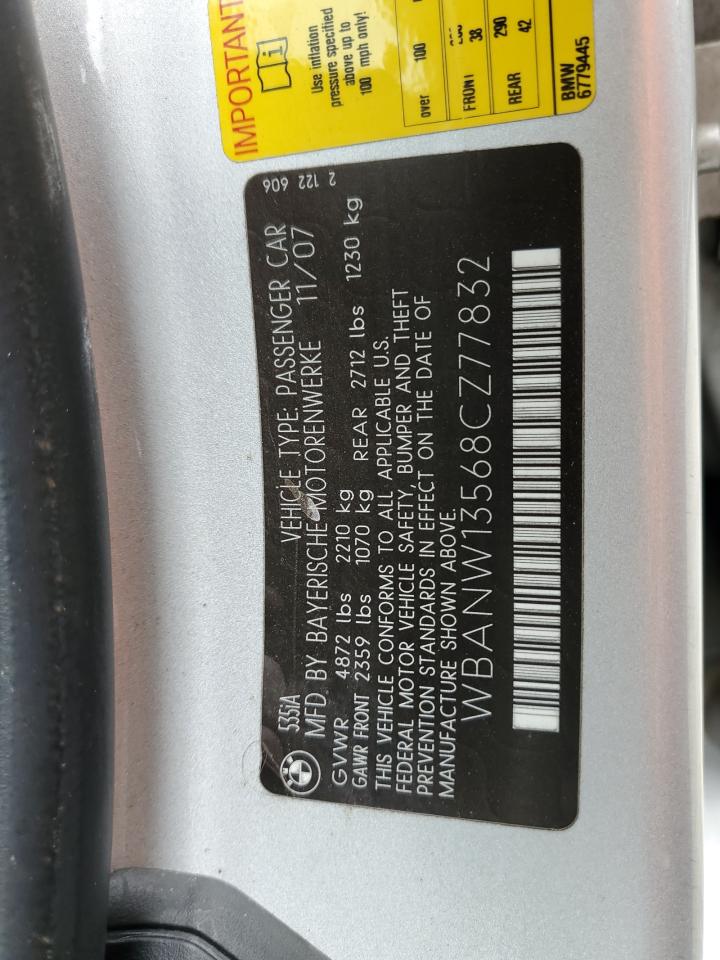 IMPORTANT
Use inflation
pressure specified
above up to
100 mph only!
over 100
FRONT 38
REAR 290 42
BMW
6779445
2 122 606
535iA VEHICLE TYPE: PASSENGER CAR
MFD BY BAYERISCHE MOTORENWERKE 11/07
GVWR 4872 lbs 2210 kg
GAWR FRONT 2359 lbs 1070 kg REAR 2712 lbs 1230 kg
THIS VEHICLE CONFORMS TO ALL APPLICABLE U.S.
FEDERAL MOTOR VEHICLE SAFETY, BUMPER AND THEFT
PREVENTION STANDARDS IN EFFECT ON THE DATE OF
MANUFACTURE SHOWN ABOVE.
WBANW13568CZ77832